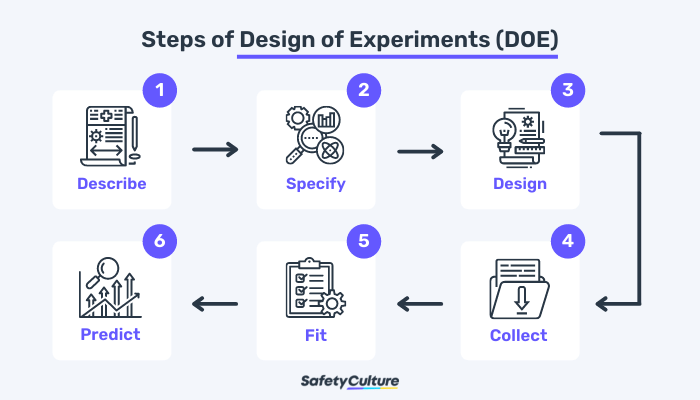 Steps of Design of Experiments (DOE)
1
2
3
Describe
Specify
Design
6
5
4
Predict
Fit
Collect
SafetyCulture